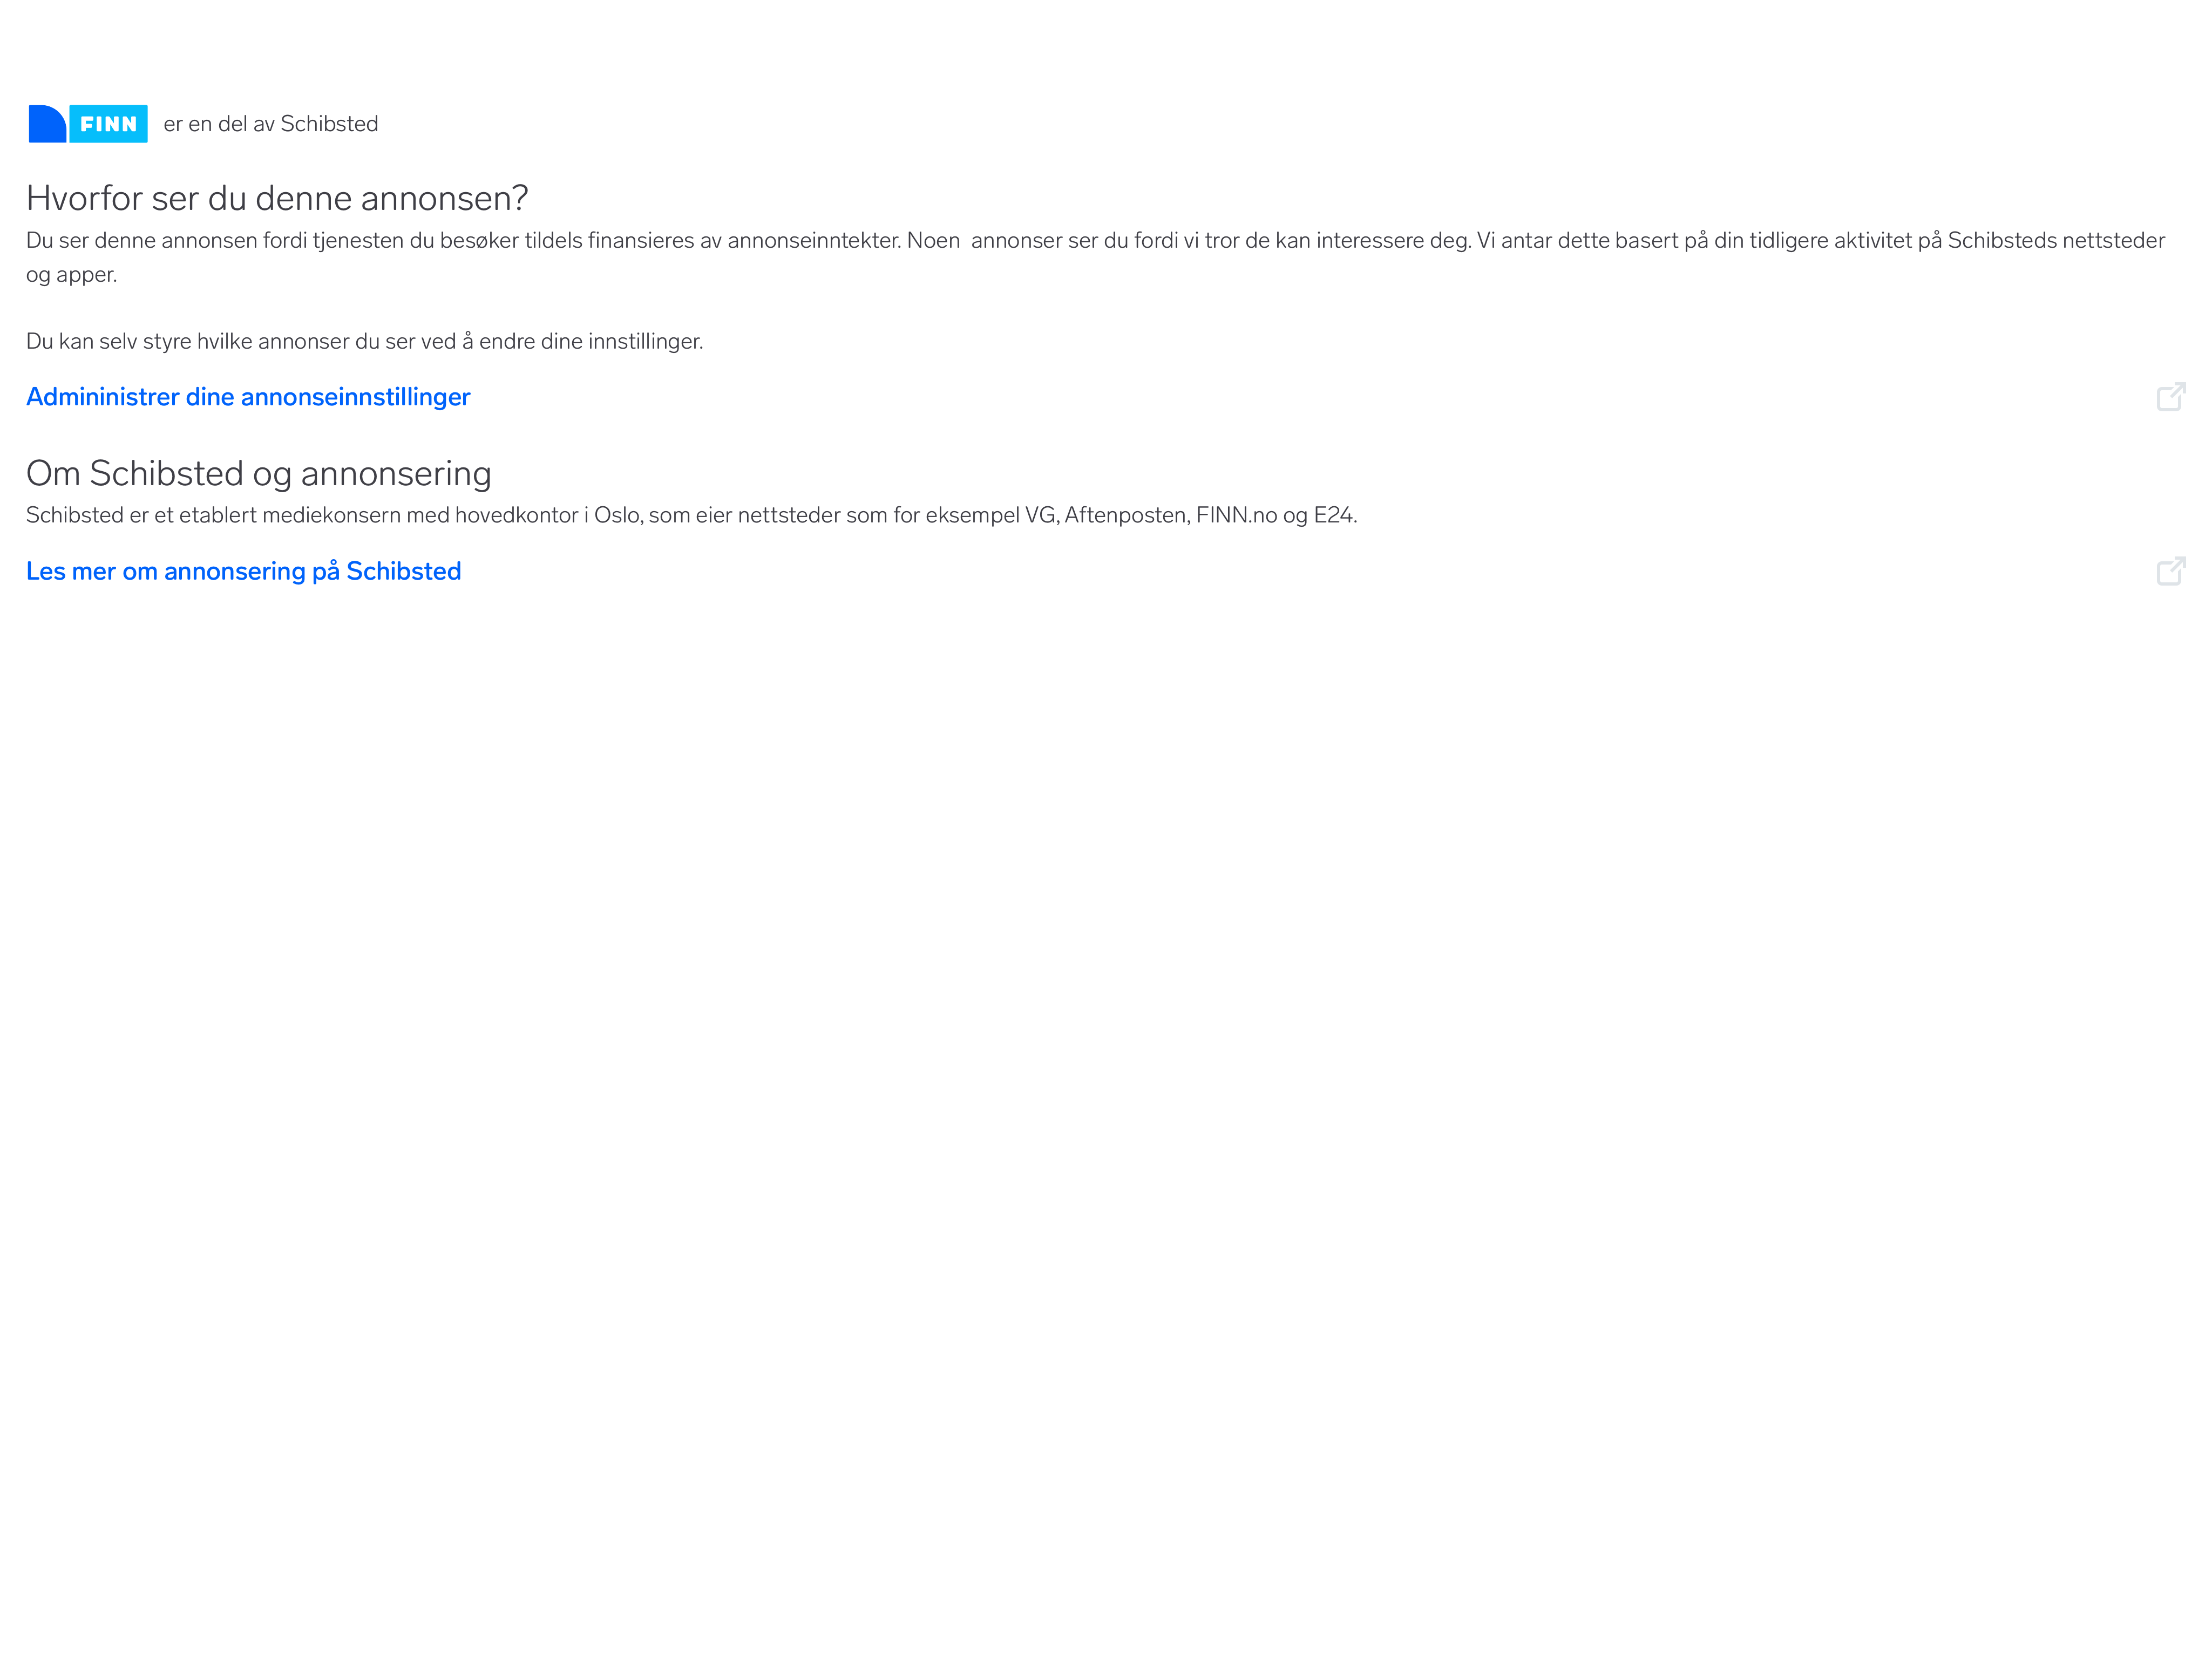 FINN er en del av Schibsted
Hvorfor ser du denne annonsen?
Du ser denne annonsen fordi tjenesten du besøker tildels finansieres av annonseinntekter. Noen  annonser ser du fordi vi tror de kan interessere deg. Vi antar dette basert på din tidligere aktivitet på Schibsteds nettsteder
og apper.
Du kan selv styre hvilke annonser du ser ved å endre dine innstillinger.
Admininistrer dine annonseinnstillinger
Om Schibsted og annonsering
Schibsted er et etablert mediekonsern med hovedkontor i Oslo, som eier nettsteder som for eksempel VG, Aftenposten, FINN.no og E24.
Les mer om annonsering på Schibsted